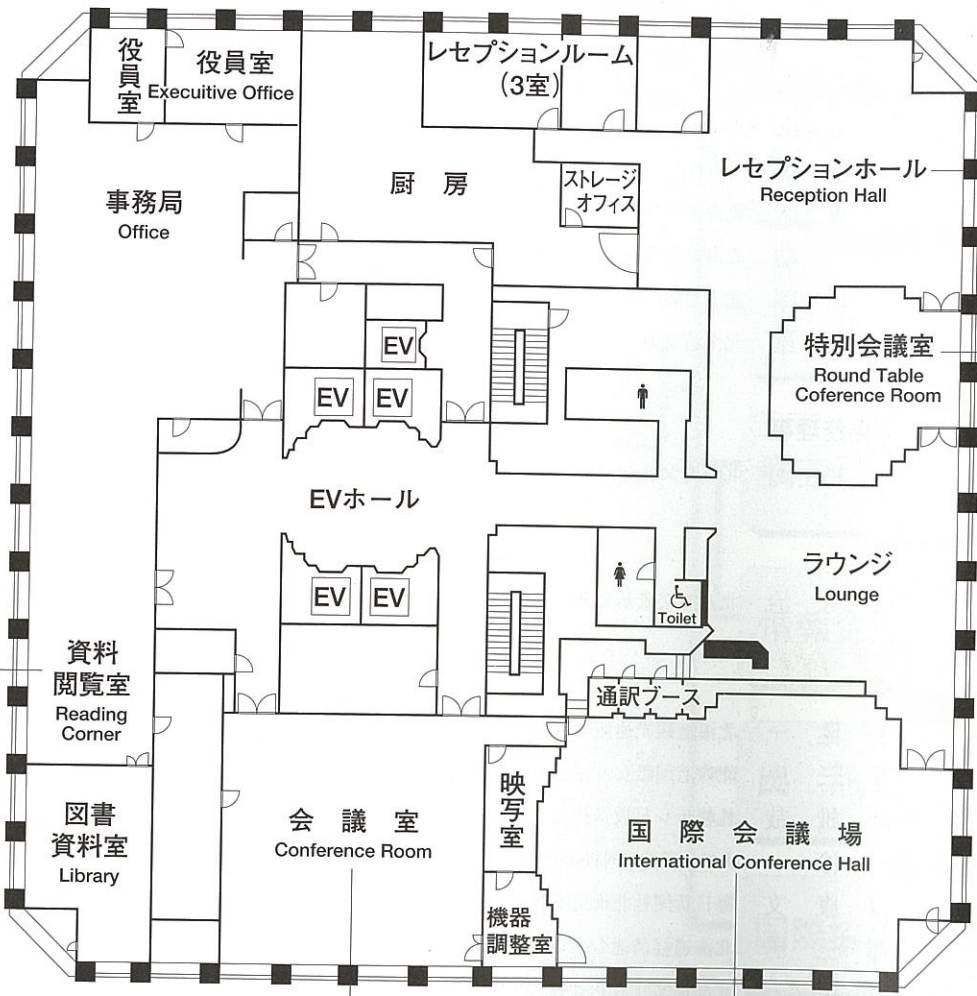 役員室
役員室
Execuitive Office
レセプションルーム
(3室)
レセプションホール
Reception Hall
厨 房
ストレージ
オフィス
事務局
Office
特別会議室
Round Table
Coference Room
EV
EV
EV
EVホール
EV
EV
Toilet
ラウンジ
Lounge
資料
閲覧室
Reading
Corner
通訳ブース
図書
資料室
Library
会 議 室
Conference Room
映写室
機器
調整室
国 際 会 議 場
International Conference Hall